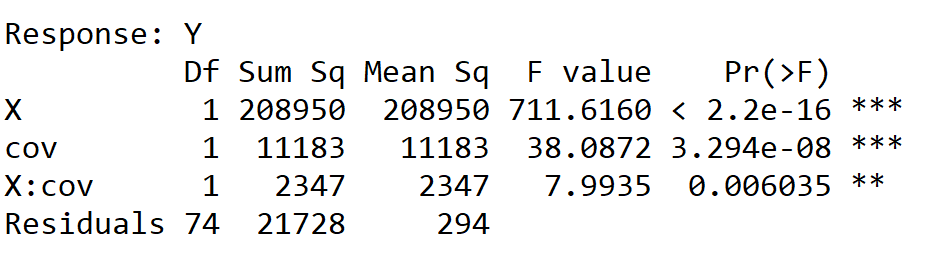 Response: Y
          Df Sum Sq Mean Sq  F value    Pr(>F)
X          1 208950  208950 711.6160 < 2.2e-16 ***
cov        1  11183   11183  38.0872 3.294e-08 ***
X:cov      1   2347    2347   7.9935  0.006035 **
Residuals 74  21728     294